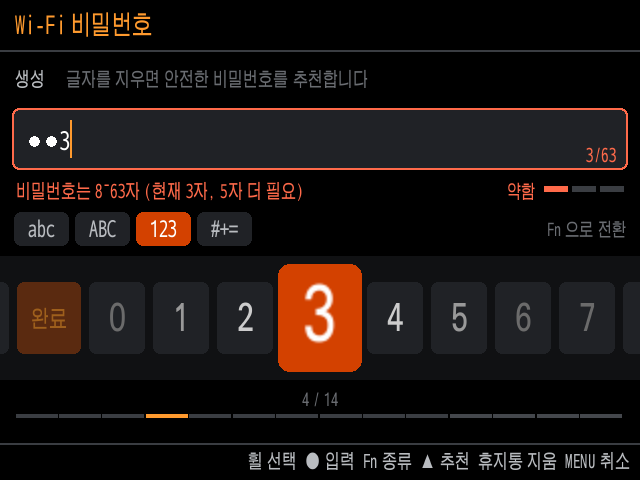 Wi-Fi 비밀번호
생성 글자를 지우면 안전한 비밀번호를 추천합니다
●●3
3/63
비밀번호는 8~63자 (현재 3자, 5자 더 필요) 약함
abc ABC 123 #+= Fn 으로 전환
완료 0 1 2 3 4 5 6 7
4 / 14
휠 선택 ● 입력 Fn 종류 ▲ 추천 휴지통 지움 MENU 취소